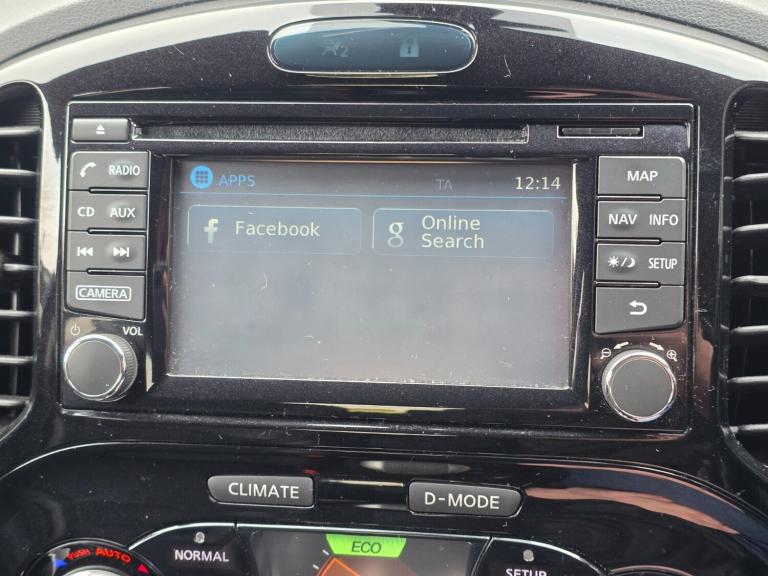 APPS TA 12:14
f Facebook
g Online
Search
RADIO
CD AUX
CAMERA
VOL
MAP
NAV INFO
SETUP
CLIMATE
D-MODE
AUTO
NORMAL
ECO
SETUP